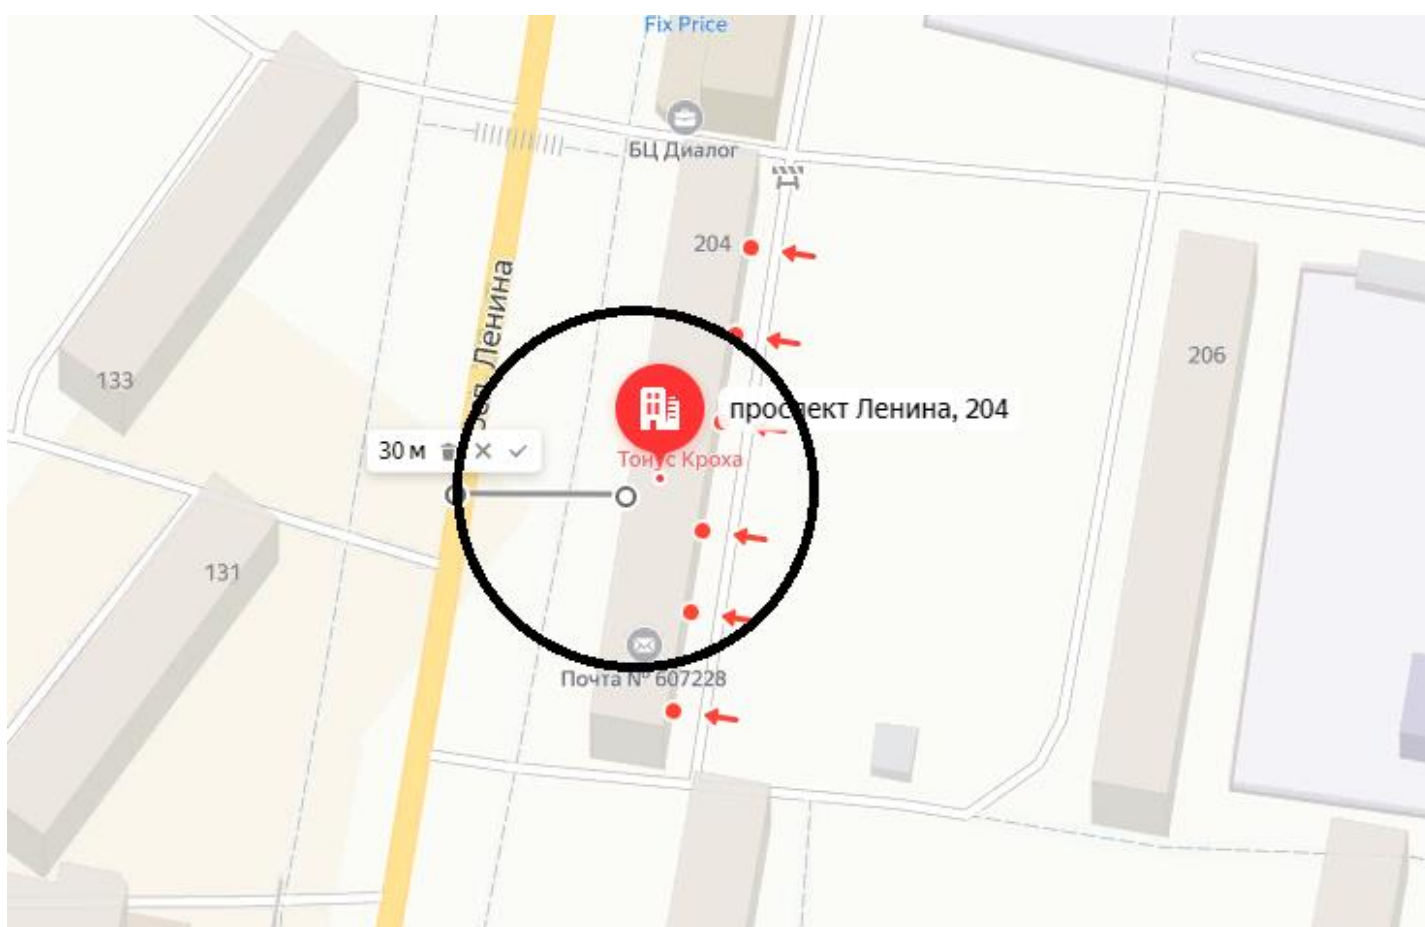 Fix Price
БЦ Диалог
204
Ленина
133
206
проспект Ленина, 204
30 м
Тонус Кроха
131
Почта № 607228